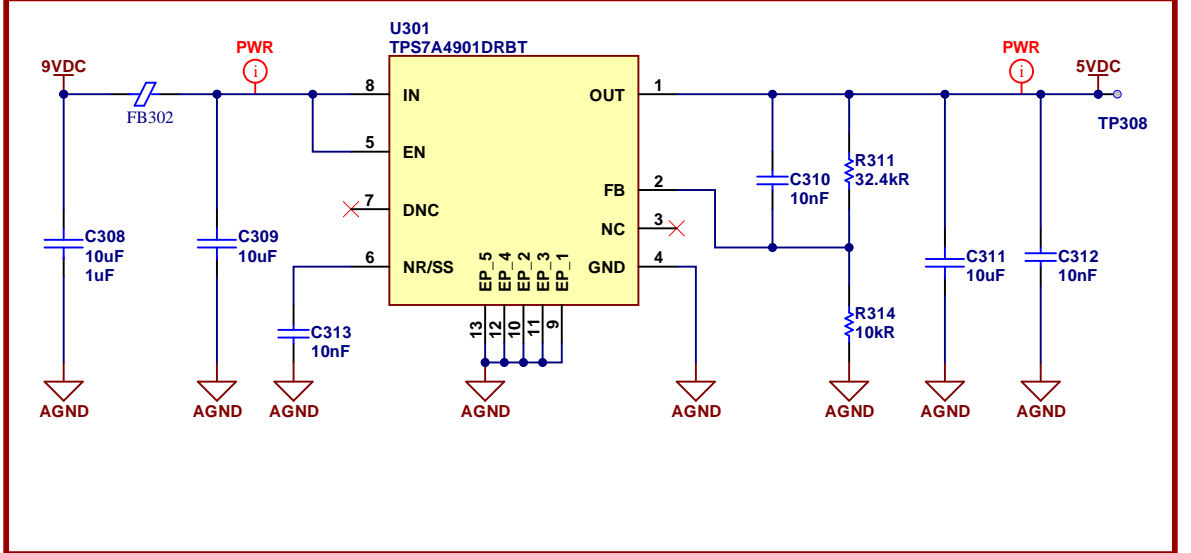 U301
TPS7A4901DRBT
PWR
PWR
9VDC
5VDC
i
i
FB302
TP308
8
IN
OUT
1
5
EN
FB
2
7
DNC
NC
3
6
NR/SS
GND
4
EP_5
EP_4
EP_2
EP_3
EP_1
13
12
10
11
9
C308
10uF
1uF
C309
10uF
C313
10nF
C310
10nF
R311
32.4kR
R314
10kR
C311
10uF
C312
10nF
AGND
AGND
AGND
AGND
AGND
AGND
AGND
AGND